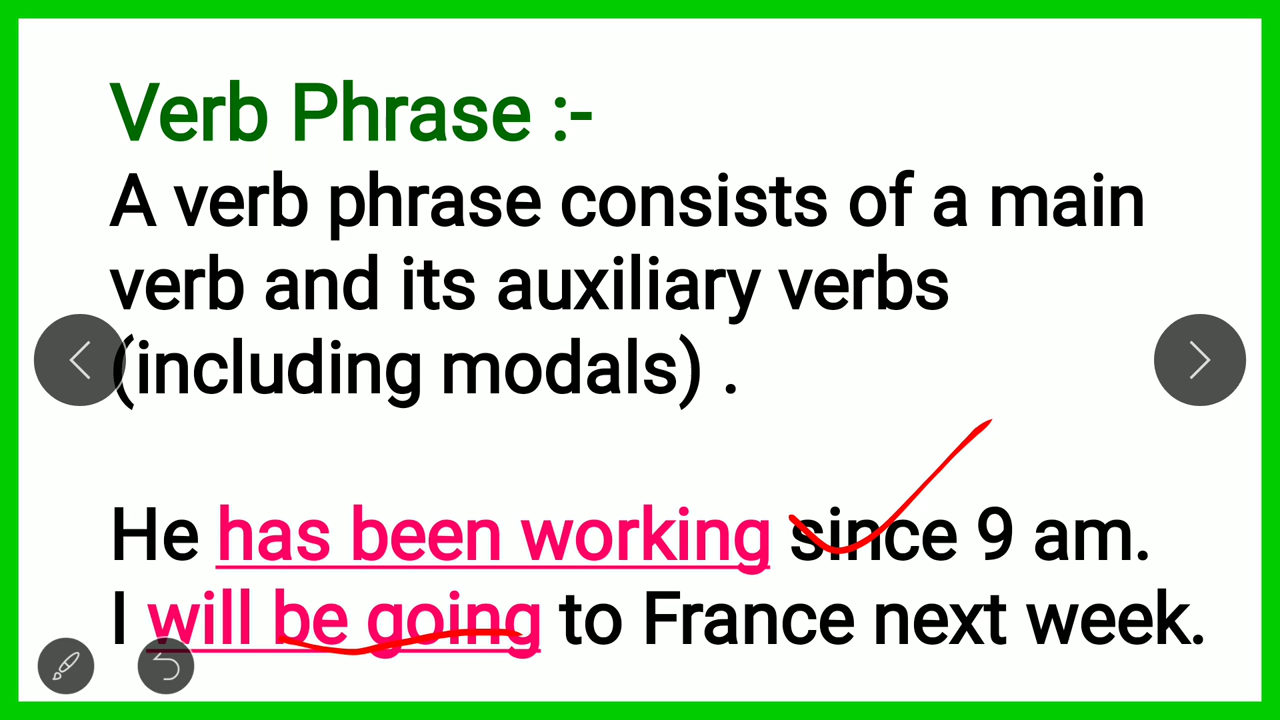 Verb Phrase :-
A verb phrase consists of a main
verb and its auxiliary verbs
(including modals) .
He has been working since 9 am.
I will be going to France next week.